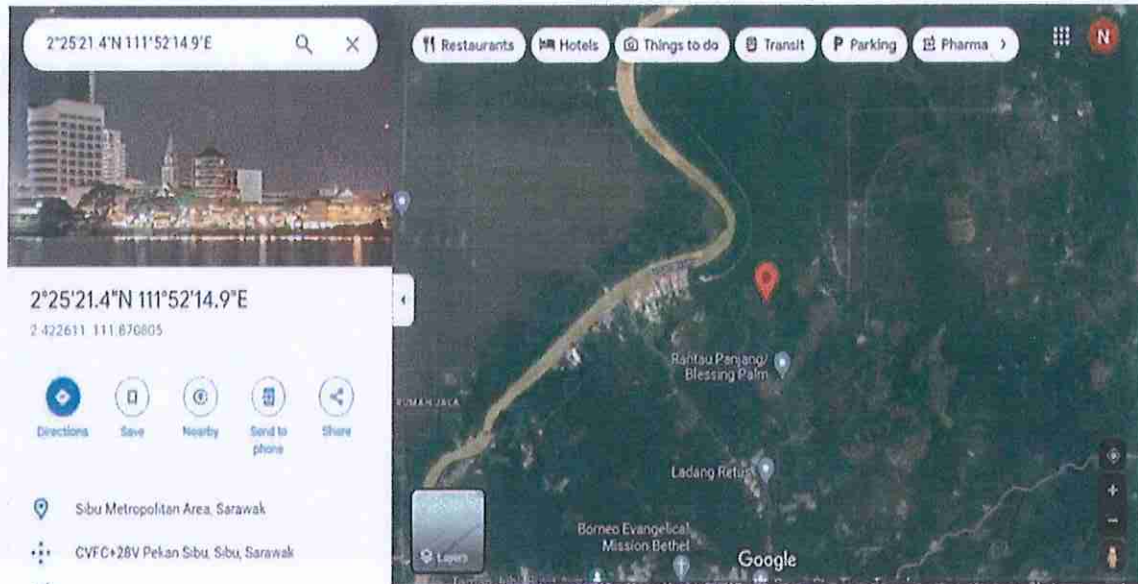 2°25'21.4"N 111°52'14.9"E
Restaurants
Hotels
Things to do
Transit
P Parking
Pharma
N
2°25'21.4"N 111°52'14.9"E
2.422611, 111.870805
Directions
Save
Nearby
Send to
phone
Share
Sibu Metropolitan Area, Sarawak
CVFC+28V Pekan Sibu, Sibu, Sarawak
Rantau Panjang/
Blessing Palm
RUMAH JALA
Ladang Retus
Borneo Evangelical
Mission Bethel
Layers
Google